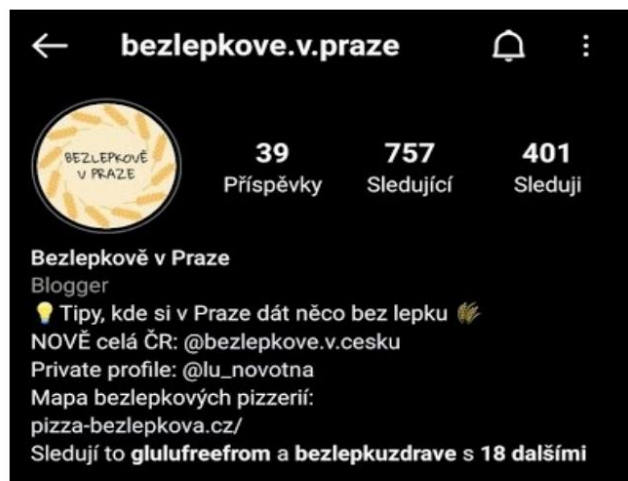 bezlepkove.v.praze
BEZLEPKOVĚ
V PRAZE
39
757
401
Příspěvky
Sledující
Sleduji
Bezlepkově v Praze
Blogger
Tipy, kde si v Praze dát něco bez lepku
NOVĚ celá ČR: @bezlepkove.v.cesku
Private profile: @lu_novotna
Mapa bezlepkových pizzerií:
pizza-bezlepkova.cz/
Sledují to glulufreefrom a bezlepkuzdrave s 18 dalšími